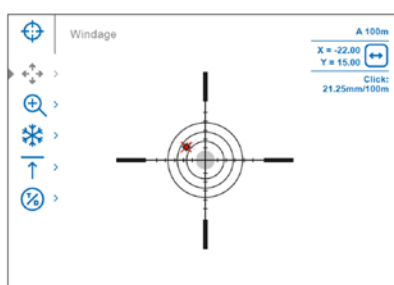 Windage
A 100m
X = -22.00
Y = 15.00
Click:
21.25mm/100m